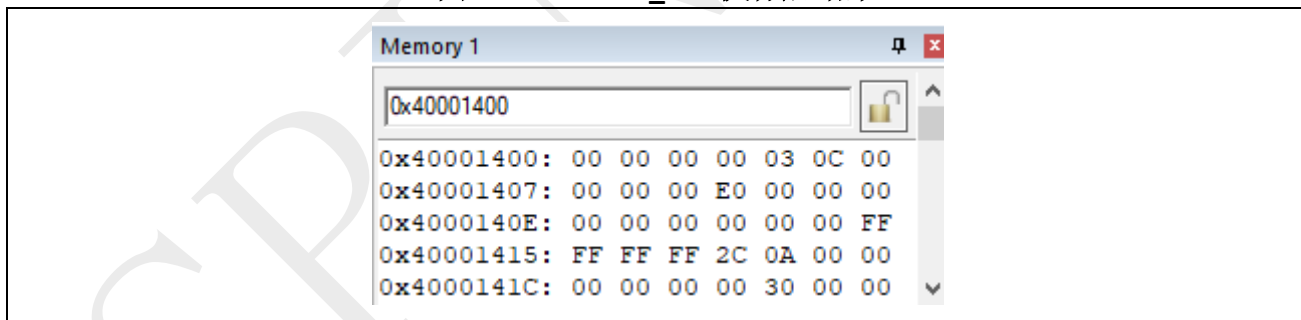 Memory 1
0x40001400
0x40001400: 00 00 00 00 03 0C 00
0x40001407: 00 00 00 E0 00 00 00
0x4000140E: 00 00 00 00 00 00 FF
0x40001415: FF FF FF 2C 0A 00 00
0x4000141C: 00 00 00 00 30 00 00